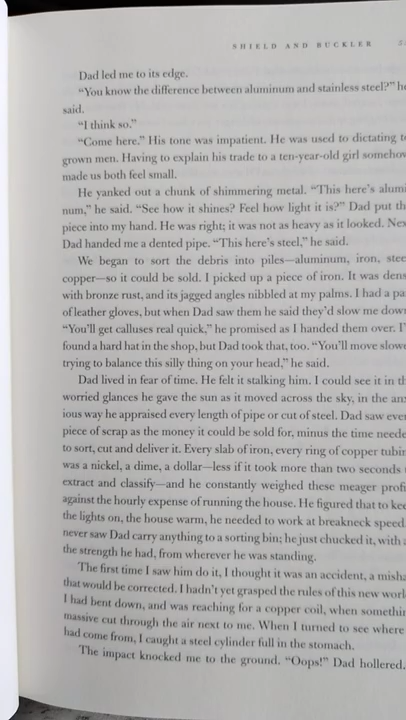 SHIELD AND BUCKLER
Dad led me to its edge.
“You know the difference between aluminum and stainless steel?” he
said.
“I think so.”
“Come here.” His tone was impatient. He was used to dictating to
grown men. Having to explain his trade to a ten-year-old girl somehow
made us both feel small.
He yanked out a chunk of shimmering metal. “This here’s alumi-
num,” he said. “See how it shines? Feel how light it is?” Dad put th
piece into my hand. He was right; it was not as heavy as it looked. Nex
Dad handed me a dented pipe. “This here’s steel,” he said.
We began to sort the debris into piles—aluminum, iron, stee
copper—so it could be sold. I picked up a piece of iron. It was dens
with bronze rust, and its jagged angles nibbled at my palms. I had a pa
of leather gloves, but when Dad saw them he said they’d slow me down
“You’ll get calluses real quick,” he promised as I handed them over. I’
found a hard hat in the shop, but Dad took that, too. “You’ll move slowe
trying to balance this silly thing on your head,” he said.
Dad lived in fear of time. He felt it stalking him. I could see it in th
worried glances he gave the sun as it moved across the sky, in the anx
ious way he appraised every length of pipe or cut of steel. Dad saw ever
piece of scrap as the money it could be sold for, minus the time neede
to sort, cut and deliver it. Every slab of iron, every ring of copper tubin
was a nickel, a dime, a dollar—less if it took more than two seconds
extract and classify—and he constantly weighed these meager profi
against the hourly expense of running the house. He figured that to kee
the lights on, the house warm, he needed to work at breakneck speed.
never saw Dad carry anything to a sorting bin; he just chucked it, with a
the strength he had, from wherever he was standing.
The first time I saw him do it, I thought it was an accident, a misha
that would be corrected. I hadn’t yet grasped the rules of this new worl
I had bent down, and was reaching for a copper coil, when somethin
massive cut through the air next to me. When I turned to see where
had come from, I caught a steel cylinder full in the stomach.
The impact knocked me to the ground. “Oops!” Dad hollered.